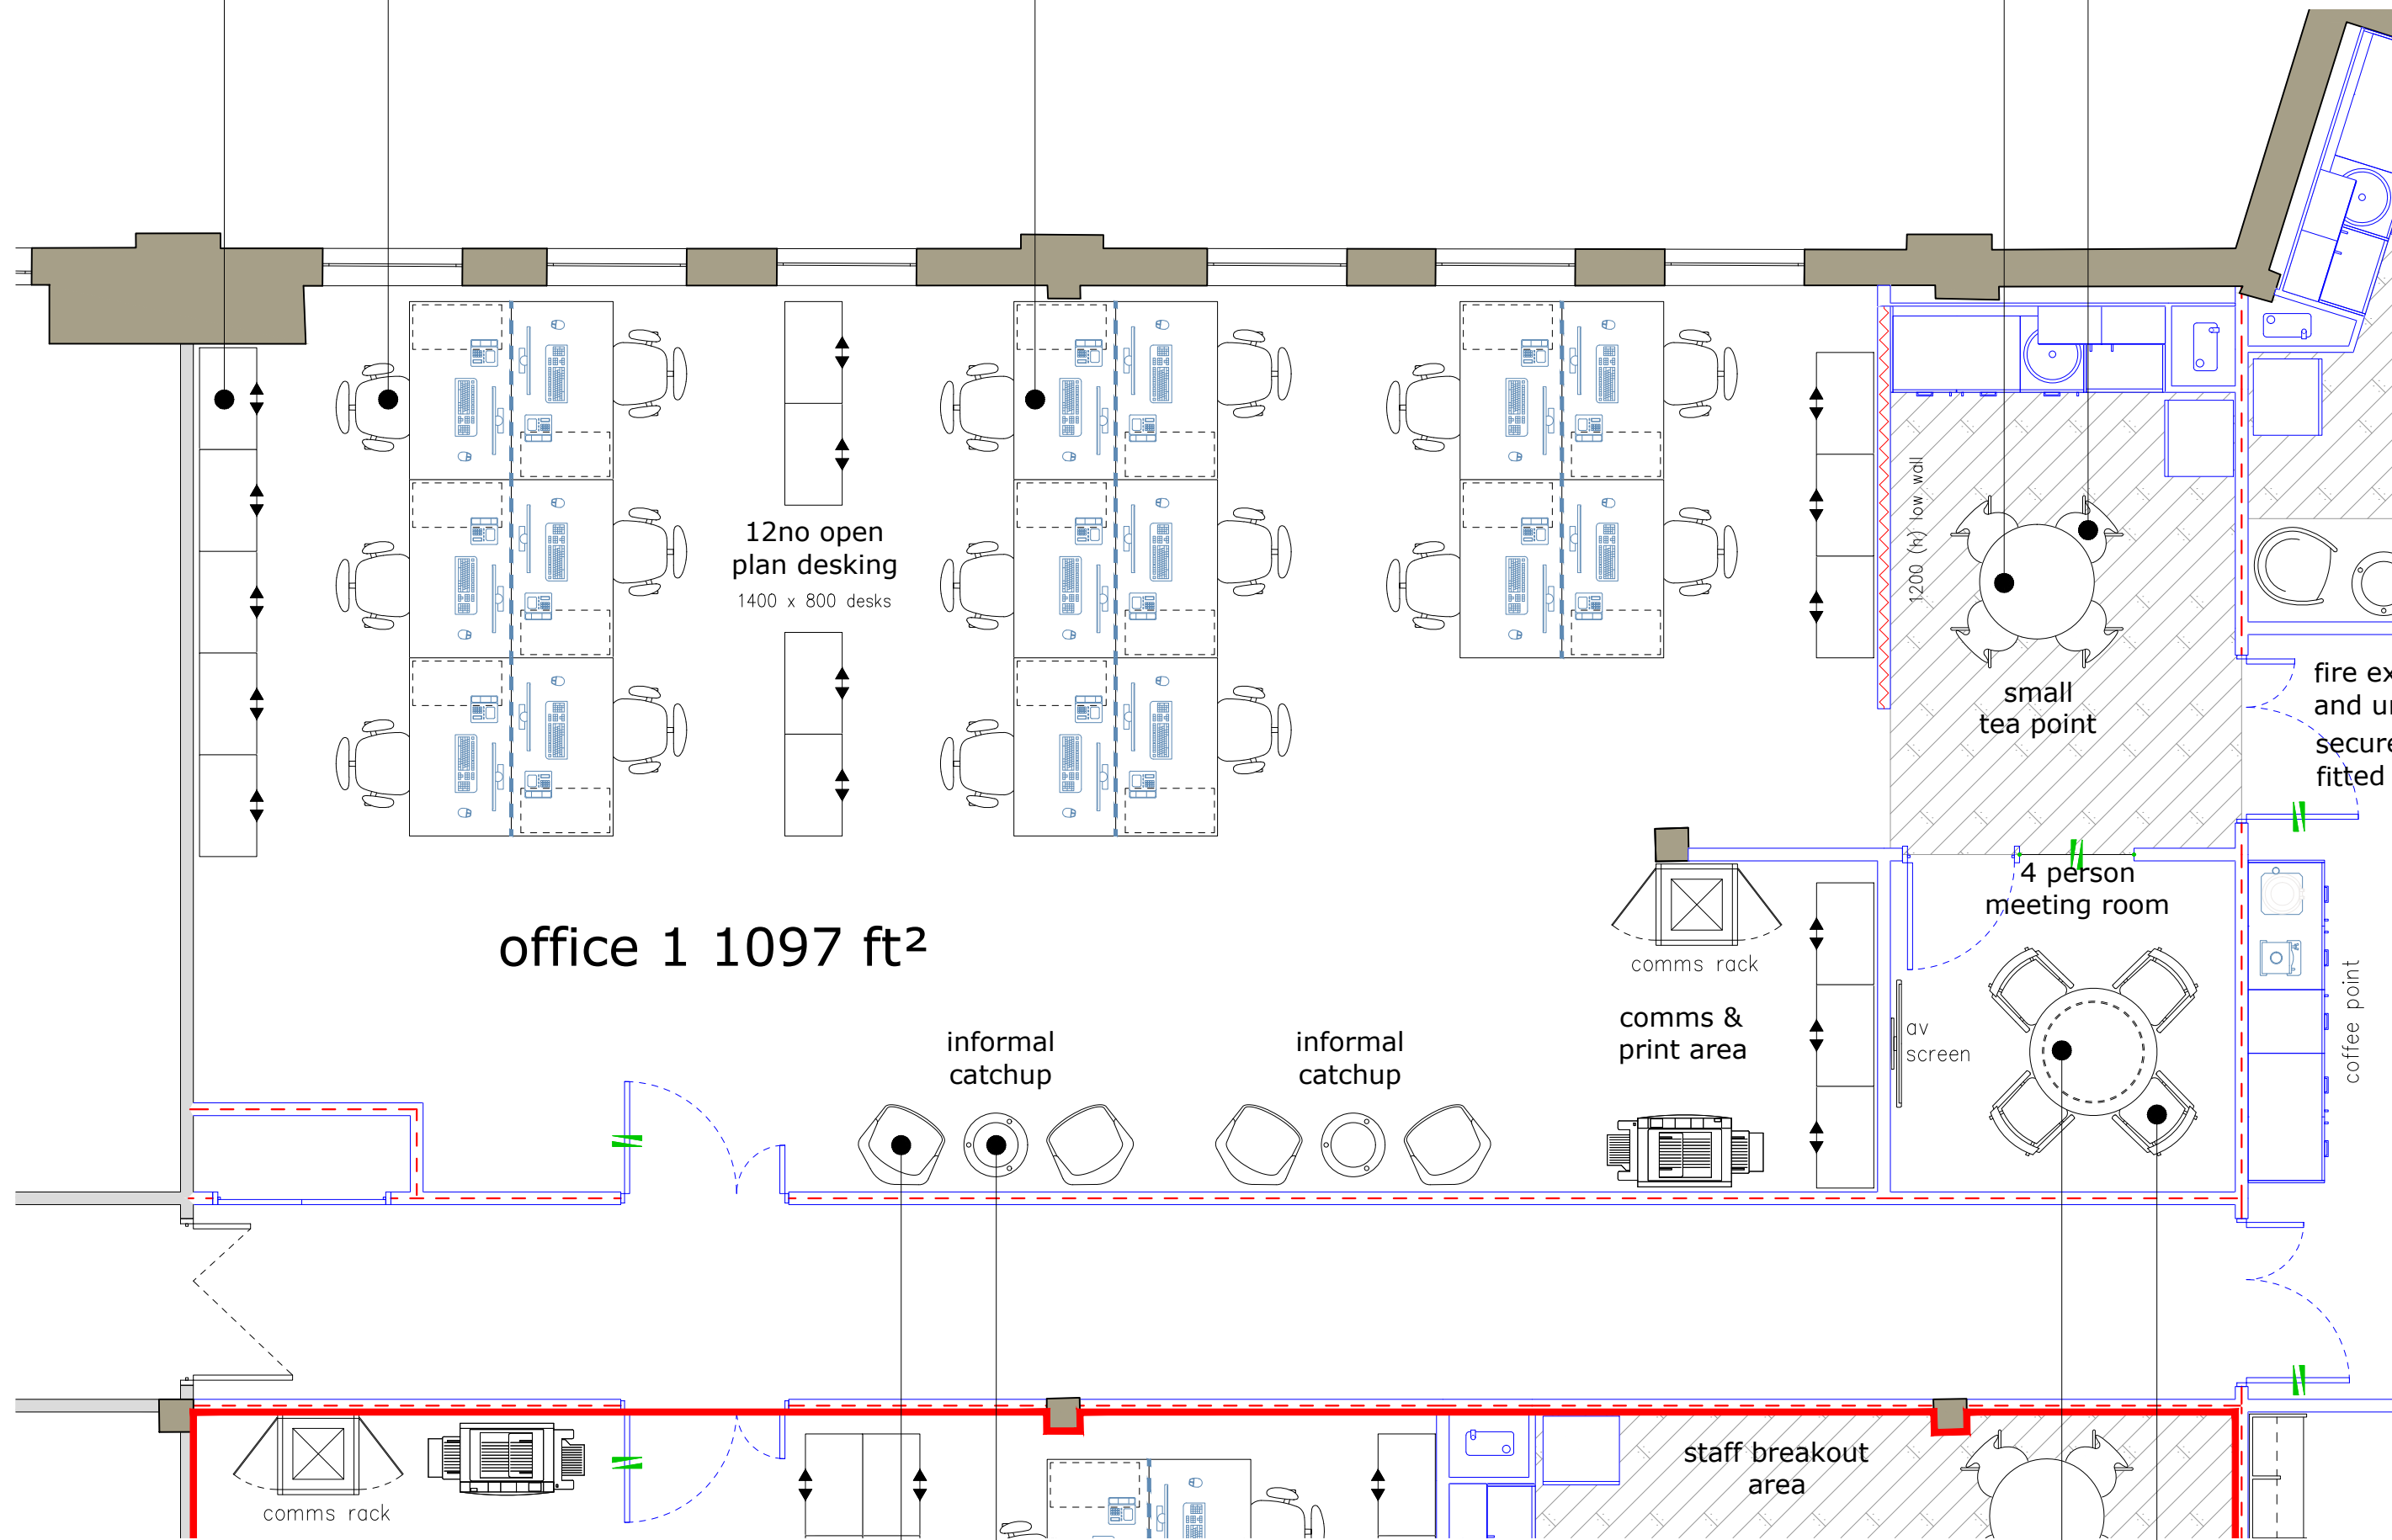 12no open
plan desking
1400 x 800 desks
1200 (h) low wall
small
tea point
fire ex
and un
secure
fitted
4 person
meeting room
office 1 1097 ft²
comms rack
comms &
print area
av
screen
coffee point
informal
catchup
informal
catchup
staff breakout
area
comms rack